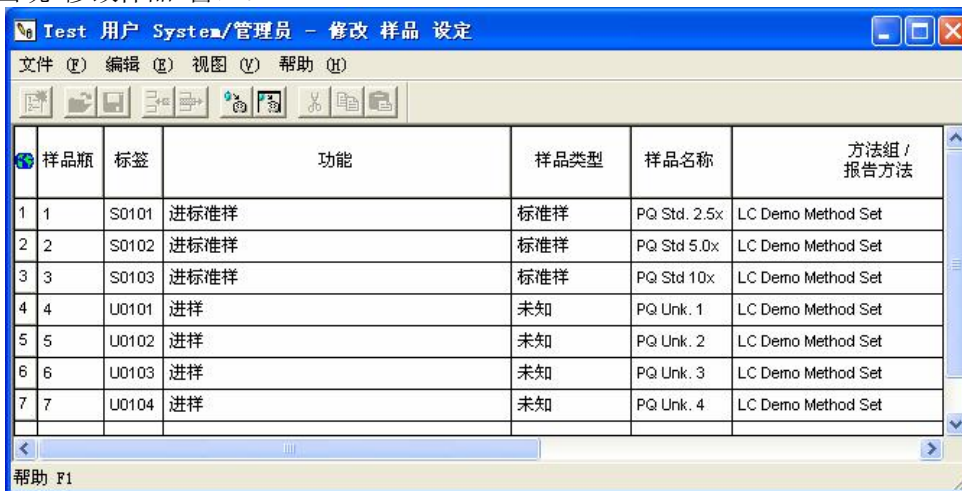 Test 用户 System/管理员 - 修改 样品 设定
文件 (F) 编辑 (E) 视图 (V) 帮助 (H)
样品瓶 标签 功能 样品类型 样品名称 方法组 / 报告方法
1 1 S0101 进标准样 标准样 PQ Std. 2.5x LC Demo Method Set
2 2 S0102 进标准样 标准样 PQ Std 5.0x LC Demo Method Set
3 3 S0103 进标准样 标准样 PQ Std 10x LC Demo Method Set
4 4 U0101 进样 未知 PQ Unk. 1 LC Demo Method Set
5 5 U0102 进样 未知 PQ Unk. 2 LC Demo Method Set
6 6 U0103 进样 未知 PQ Unk. 3 LC Demo Method Set
7 7 U0104 进样 未知 PQ Unk. 4 LC Demo Method Set
帮助 F1